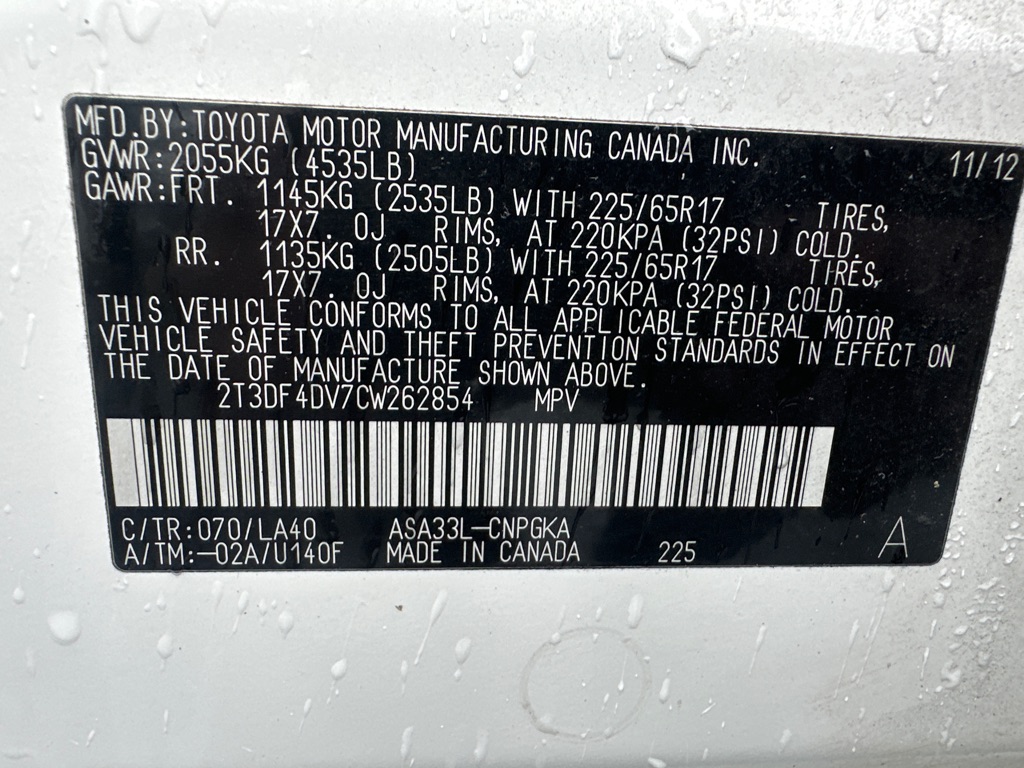 MFD.BY:TOYOTA MOTOR MANUFACTURING CANADA INC. 11/12
GVWR:2055KG (4535LB)
GAWR:FRT. 1145KG (2535LB) WITH 225/65R17 TIRES,
17X7.0J RIMS, AT 220KPA (32PSI) COLD.
RR. 1135KG (2505LB) WITH 225/65R17 TIRES,
17X7.0J RIMS, AT 220KPA (32PSI) COLD.
THIS VEHICLE CONFORMS TO ALL APPLICABLE FEDERAL MOTOR
VEHICLE SAFETY AND THEFT PREVENTION STANDARDS IN EFFECT ON
THE DATE OF MANUFACTURE SHOWN ABOVE.
2T3DF4DV7CW262854 MPV
C/TR:070/LA40 ASA33L-CNPGKA
A/TM:-02A/U140F MADE IN CANADA 225 A